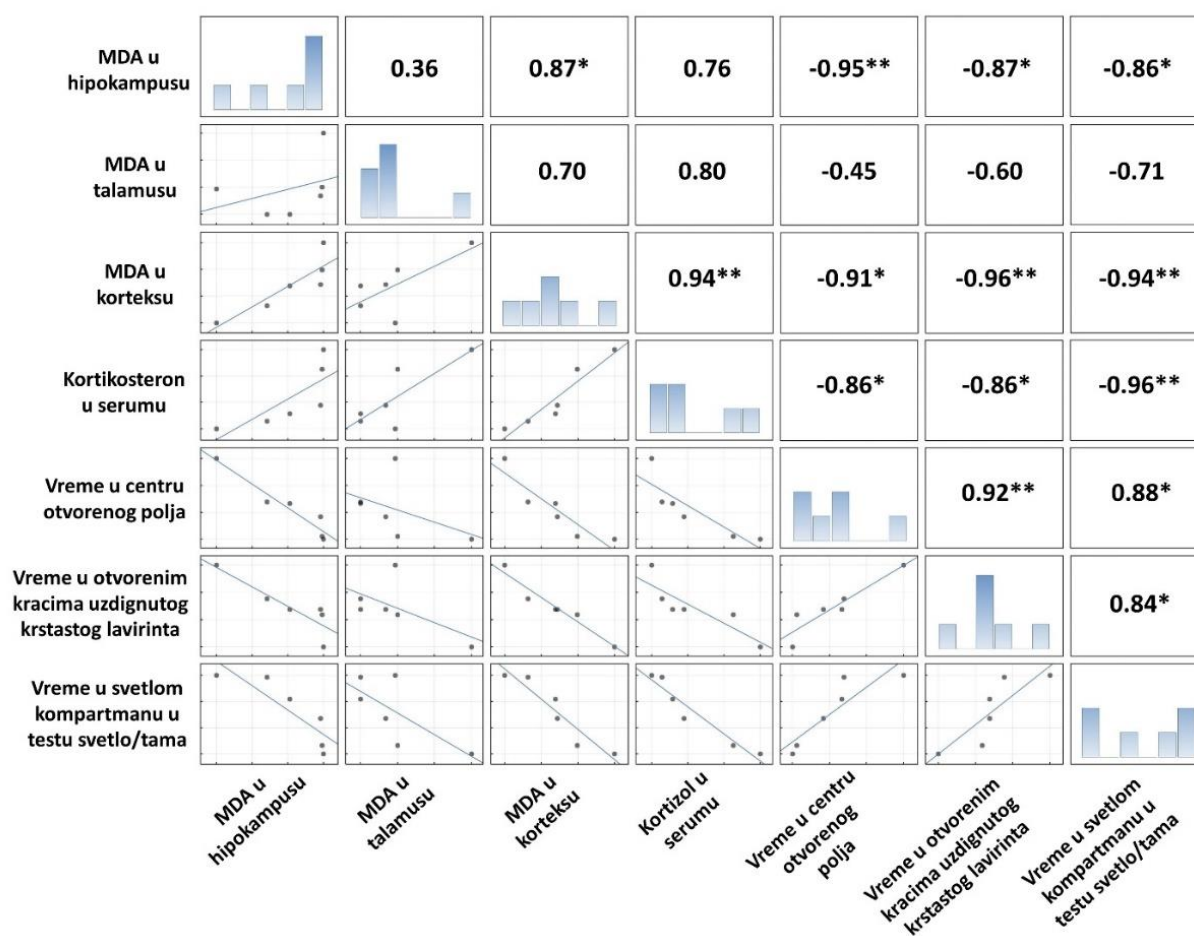 MDA u
hipokampusu
0.36
0.87*
0.76
-0.95**
-0.87*
-0.86*
MDA u
talamusu
0.70
0.80
-0.45
-0.60
-0.71
MDA u
korteksu
0.94**
-0.91*
-0.96**
-0.94**
Kortikosteron
u serumu
-0.86*
-0.86*
-0.96**
Vreme u centru
otvorenog polja
0.92**
0.88*
Vreme u otvorenim
kracima uzdignutog
krstastog lavirinta
0.84*
Vreme u svetlom
kompartmanu u
testu svetlo/tama
MDA u
hipokampusu
MDA u
talamusu
MDA u
korteksu
Kortizol u
serumu
Vreme u centru
otvorenog
polja
Vreme u otvorenim
kracima uzdignutog
krstastog lavirinta
Vreme u svetlom
kompartmanu u
testu svetlo/tama